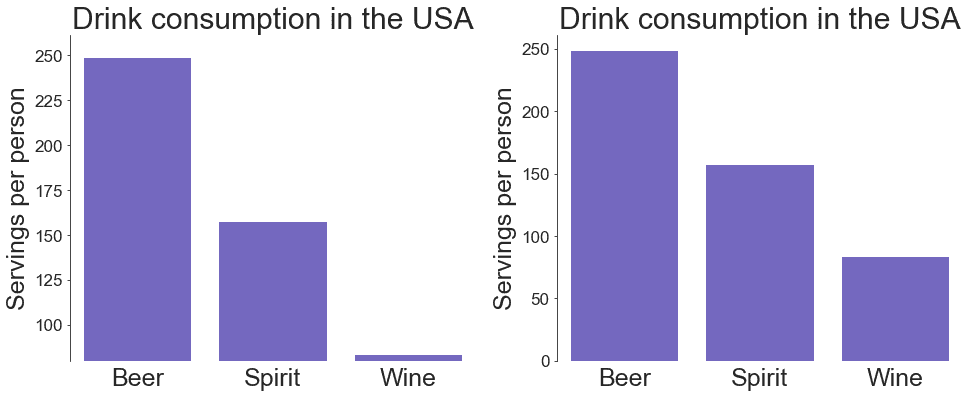 Drink consumption in the USA
Servings per person
250
225
200
175
150
125
100
Beer Spirit Wine
Drink consumption in the USA
Servings per person
250
200
150
100
50
0
Beer Spirit Wine